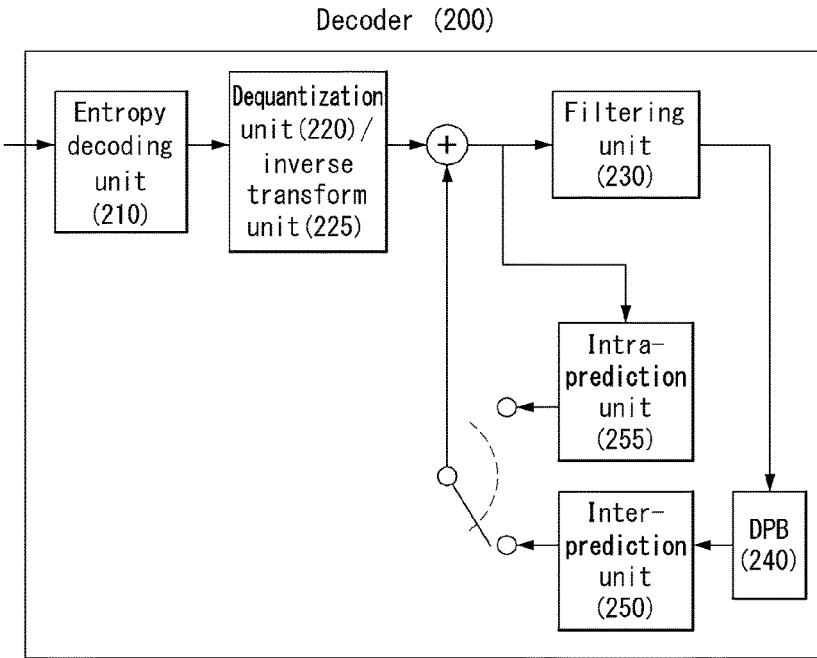 Decoder (200)
Entropy
decoding
unit
(210)
Dequantization
unit(220)/
inverse
transform
unit(225)
+
Filtering
unit
(230)
Intra-
prediction
unit
(255)
Inter-
prediction
unit
(250)
DPB
(240)